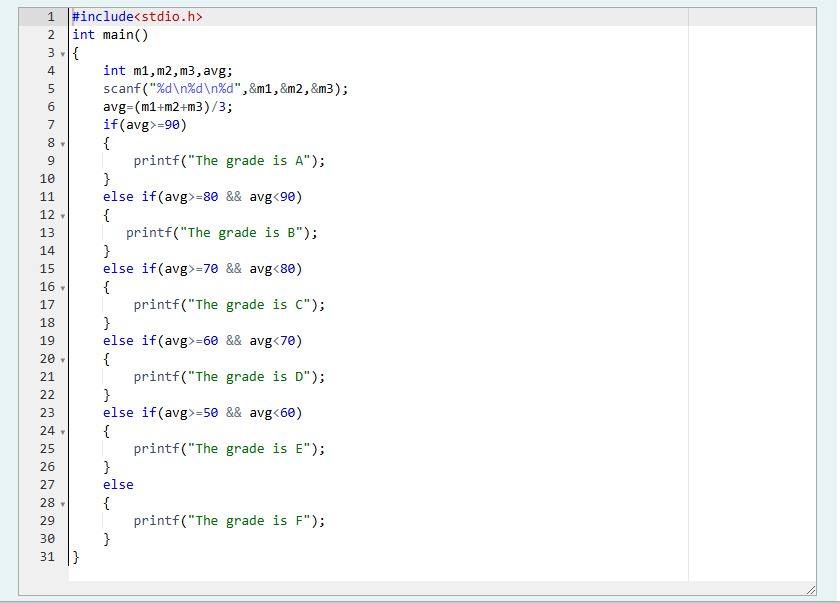 1 #include<stdio.h>
2 int main()
3 {
4 int m1,m2,m3,avg;
5 scanf("%d\n%d\n%d",&m1,&m2,&m3);
6 avg=(m1+m2+m3)/3;
7 if(avg>=90)
8 {
9 printf("The grade is A");
10 }
11 else if(avg>=80 && avg<90)
12 {
13 printf("The grade is B");
14 }
15 else if(avg>=70 && avg<80)
16 {
17 printf("The grade is C");
18 }
19 else if(avg>=60 && avg<70)
20 {
21 printf("The grade is D");
22 }
23 else if(avg>=50 && avg<60)
24 {
25 printf("The grade is E");
26 }
27 else
28 {
29 printf("The grade is F");
30 }
31 }